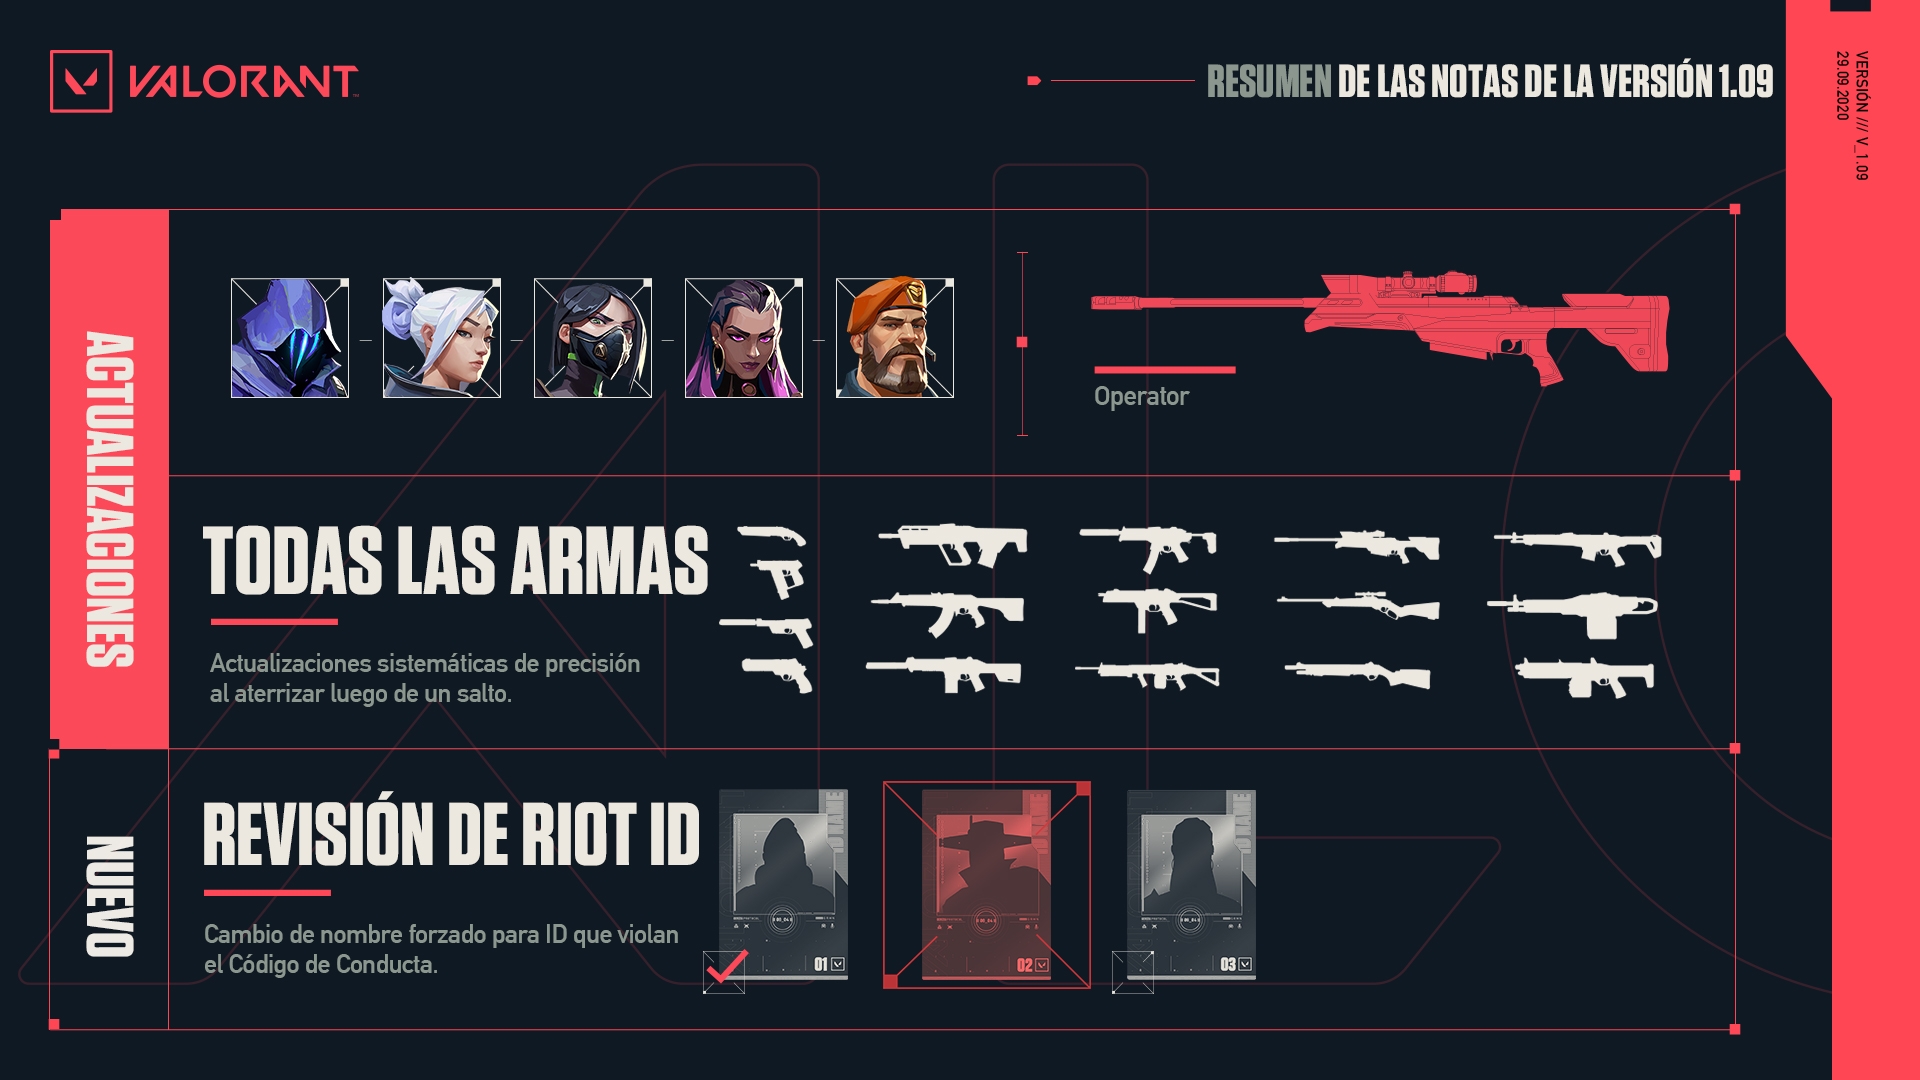 VALORANT
RESUMEN DE LAS NOTAS DE LA VERSIÓN 1.09
VERSIÓN /// V_1.09
29.09.2020
ACTUALIZACIONES
Operator
TODAS LAS ARMAS
Actualizaciones sistemáticas de precisión
al aterrizar luego de un salto.
NUEVO
REVISIÓN DE RIOT ID
Cambio de nombre forzado para ID que violan
el Código de Conducta.
01
02
03